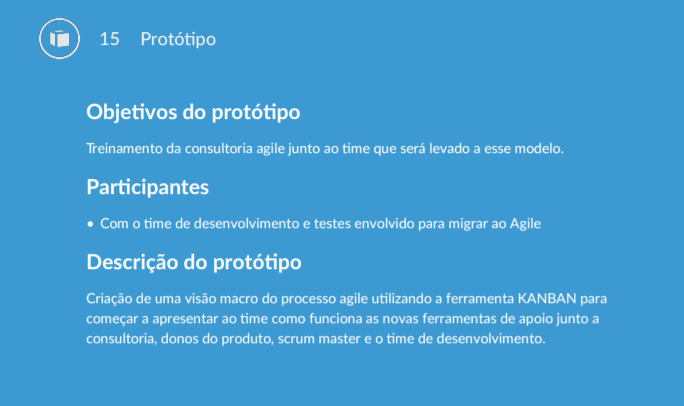 15 Protótipo
Objetivos do protótipo
Treinamento da consultoria agile junto ao time que será levado a esse modelo.
Participantes
• Com o time de desenvolvimento e testes envolvido para migrar ao Agile
Descrição do protótipo
Criação de uma visão macro do processo agile utilizando a ferramenta KANBAN para
começar a apresentar ao time como funciona as novas ferramentas de apoio junto a
consultoria, donos do produto, scrum master e o time de desenvolvimento.